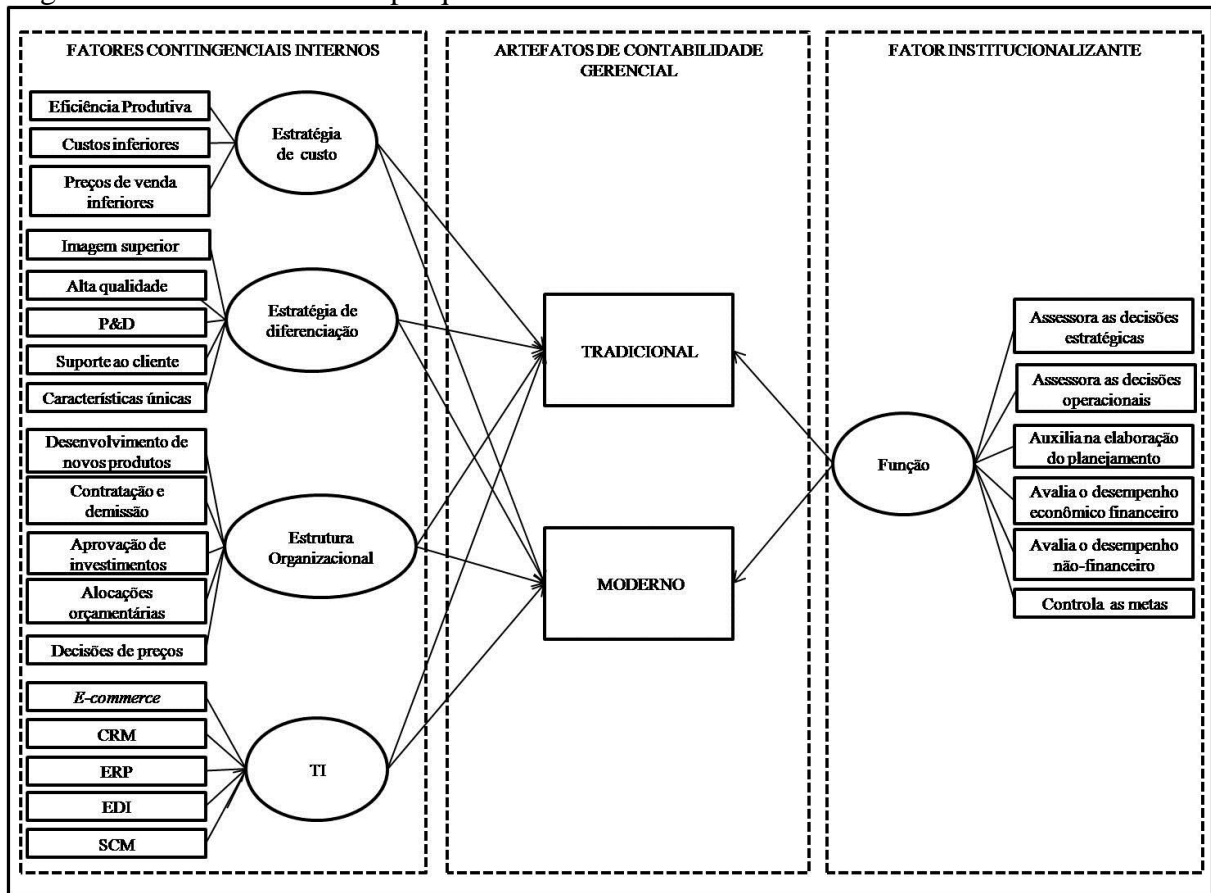 FATORES CONTINGENCIAIS INTERNOS
Eficiência Produtiva
Custos inferiores
Preços de venda
inferiores
Estratégia
de custo
Imagem superior
Alta qualidade
P&D
Suporte ao cliente
Características únicas
Estratégia de
diferenciação
Desenvolvimento de
novos produtos
Contratação e
demissão
Aprovação de
investimentos
Alocações
orçamentárias
Decisões de preços
Estrutura
Organizacional
E-commerce
CRM
ERP
EDI
SCM
TI
ARTEFATOS DE CONTABILIDADE
GERENCIAL
TRADICIONAL
MODERNO
FATOR INSTITUCIONALIZANTE
Função
Assessora as decisões
estratégicas
Assessora as decisões
operacionais
Auxilia na elaboração
do planejamento
Avalia o desempenho
econômico financeiro
Avalia o desempenho
não-financeiro
Controla as metas